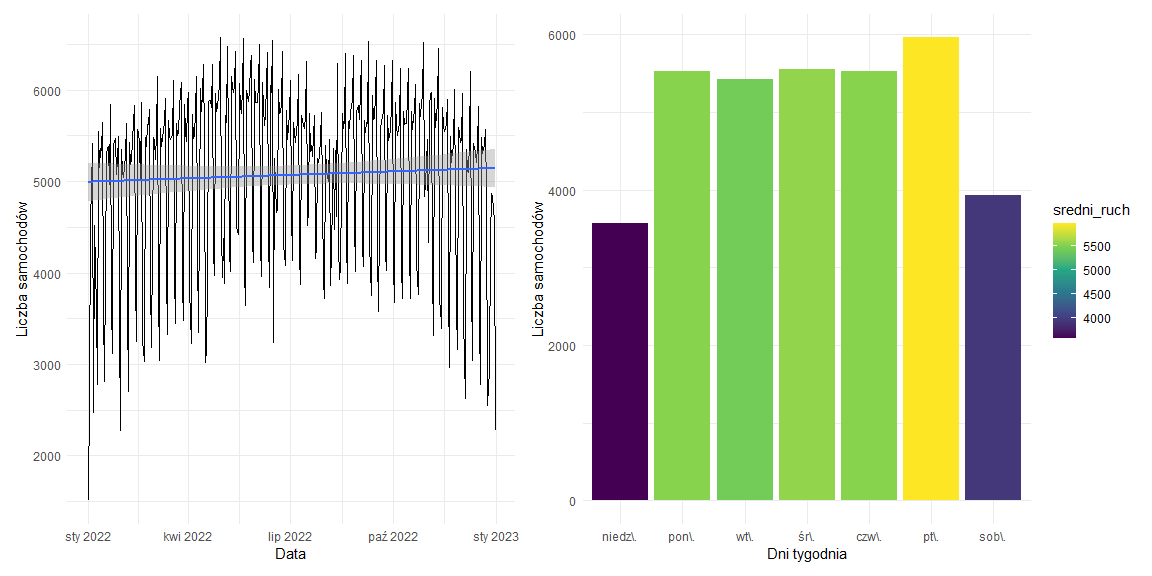 Liczba samochodów
6000
5000
4000
3000
2000
sty 2022
kwi 2022
lip 2022
paź 2022
sty 2023
Data
Liczba samochodów
6000
4000
2000
0
niedz\.
pon\.
wt\.
śr\.
czw\.
pt\.
sob\.
Dni tygodnia
sredni_ruch
5500
5000
4500
4000